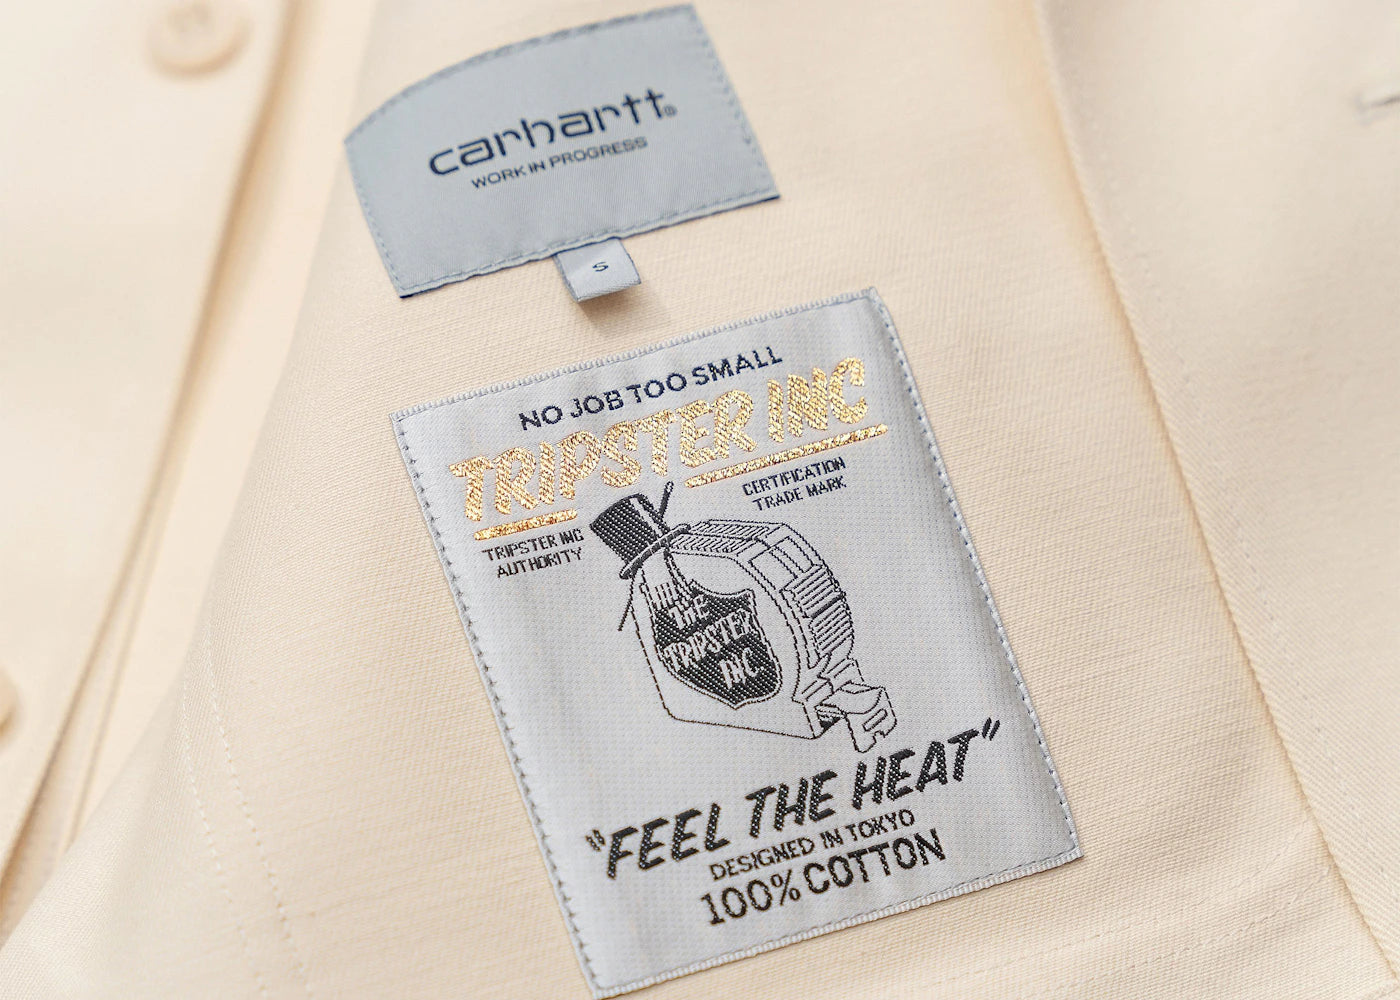 carhartt®
WORK IN PROGRESS
S
NO JOB TOO SMALL
TRIPSTER INC
CERTIFICATION
TRADE MARK
TRIPSTER INC
AUTHORITY
THE
TRIPSTER
INC
"FEEL THE HEAT"
DESIGNED IN TOKYO
100% COTTON